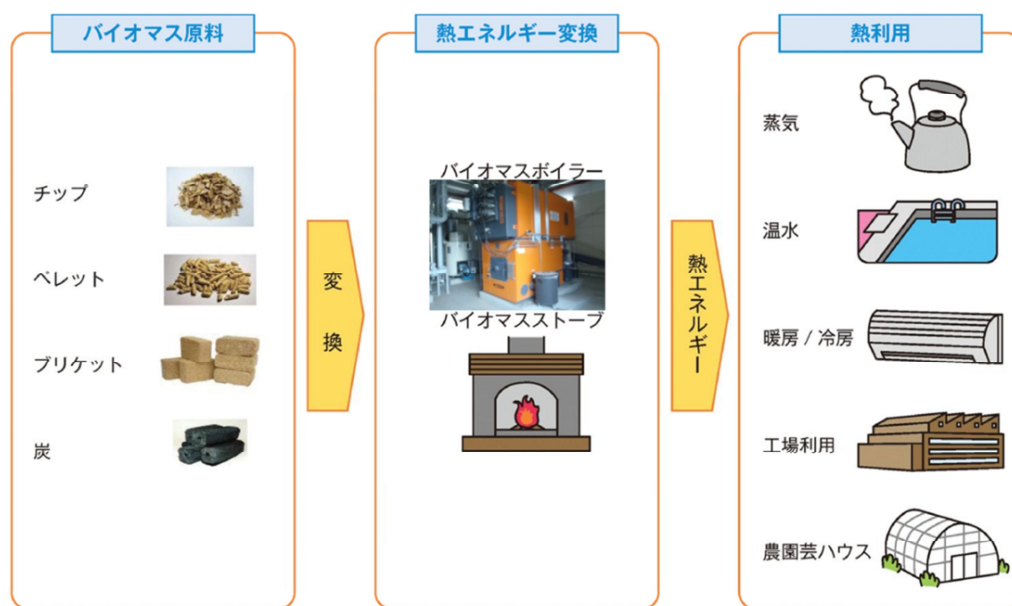 バイオマス原料
チップ
ペレット
ブリケット
炭
変換
熱エネルギー変換
バイオマスボイラー
バイオマスストーブ
熱エネルギー
熱利用
蒸気
温水
暖房 / 冷房
工場利用
農園芸ハウス